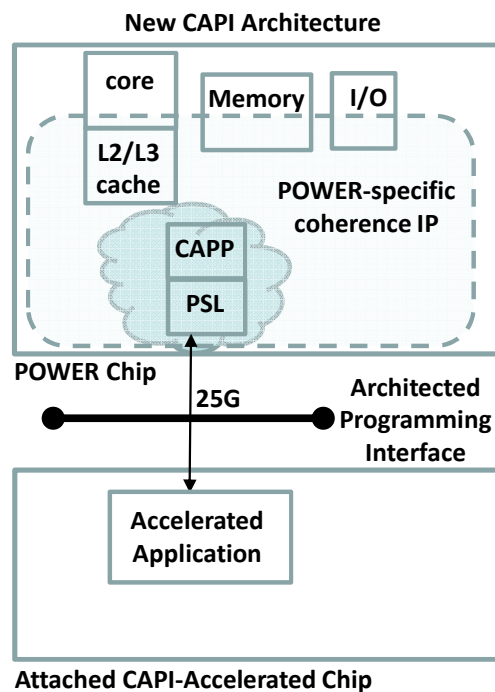 New CAPI Architecture
core
Memory
I/O
L2/L3
cache
POWER-specific
coherence IP
CAPP
PSL
POWER Chip
25G
Architected
Programming
Interface
Accelerated
Application
Attached CAPI-Accelerated Chip